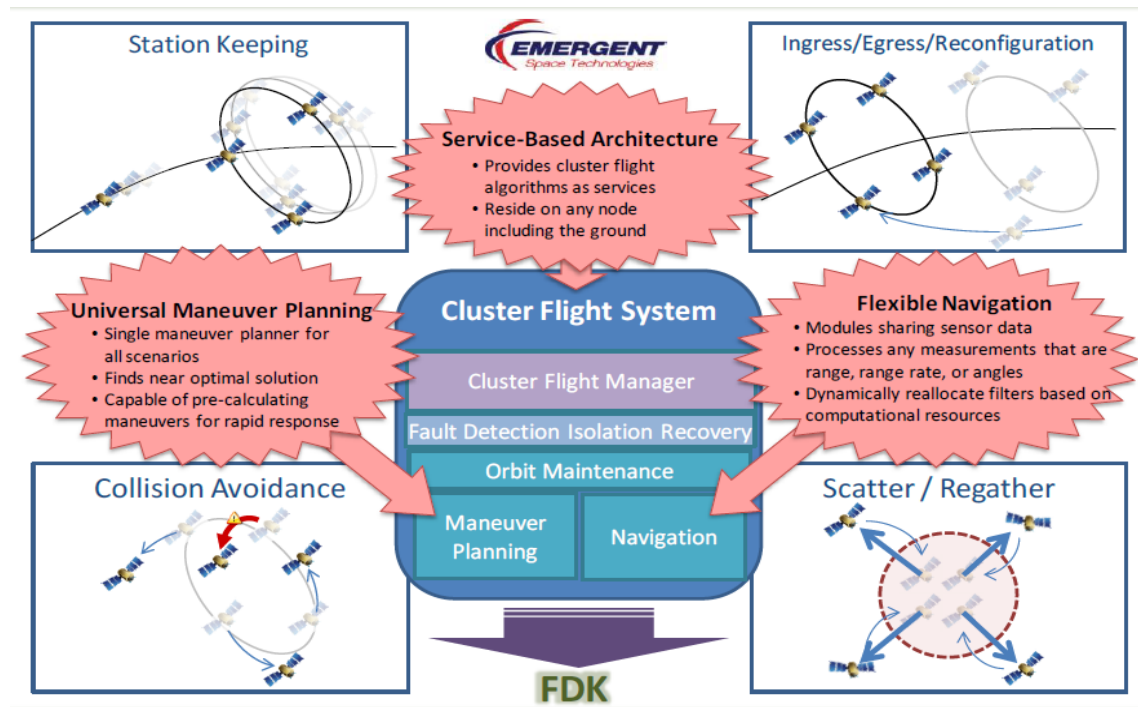 Station Keeping
EMERGENT
Space Technologies
Ingress/Egress/Reconfiguration
Service-Based Architecture
• Provides cluster flight
algorithms as services
• Reside on any node
including the ground
Universal Maneuver Planning
• Single maneuver planner for
all scenarios
• Finds near optimal solution
• Capable of pre-calculating
maneuvers for rapid response
Cluster Flight System
Cluster Flight Manager
Fault Detection Isolation Recovery
Orbit Maintenance
Maneuver
Planning
Navigation
Flexible Navigation
• Modules sharing sensor data
• Processes any measurements that are
range, range rate, or angles
• Dynamically reallocate filters based on
computational resources
Collision Avoidance
Scatter / Regather
FDK